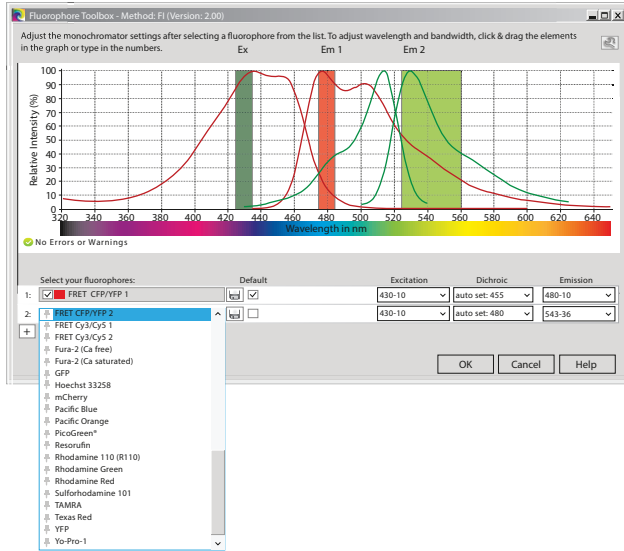 Fluorophore Toolbox - Method: FI (Version: 2.00)
Adjust the monochromator settings after selecting a fluorophore from the list. To adjust wavelength and bandwidth, click & drag the elements
in the graph or type in the numbers.
Ex Em 1 Em 2
Relative Intensity (%)
100
90
80
70
60
50
40
30
20
10
0
320 340 360 380 400 420 440 460 480 500 520 540 560 580 600 620 640
Wavelength in nm
No Errors or Warnings
Select your fluorophores: Default Excitation Dichroic Emission
1: FRET CFP/YFP 1 430-10 auto set: 455 480-10
2: FRET CFP/YFP 2 430-10 auto set: 480 543-36
+
FRET Cy3/Cy5 1
FRET Cy3/Cy5 2
Fura-2 (Ca free)
Fura-2 (Ca saturated)
GFP
Hoechst 33258
mCherry
Pacific Blue
Pacific Orange
PicoGreen*
Resorufin
Rhodamine 110 (R110)
Rhodamine Green
Rhodamine Red
Sulforhodamine 101
TAMRA
Texas Red
YFP
Yo-Pro-1
OK Cancel Help